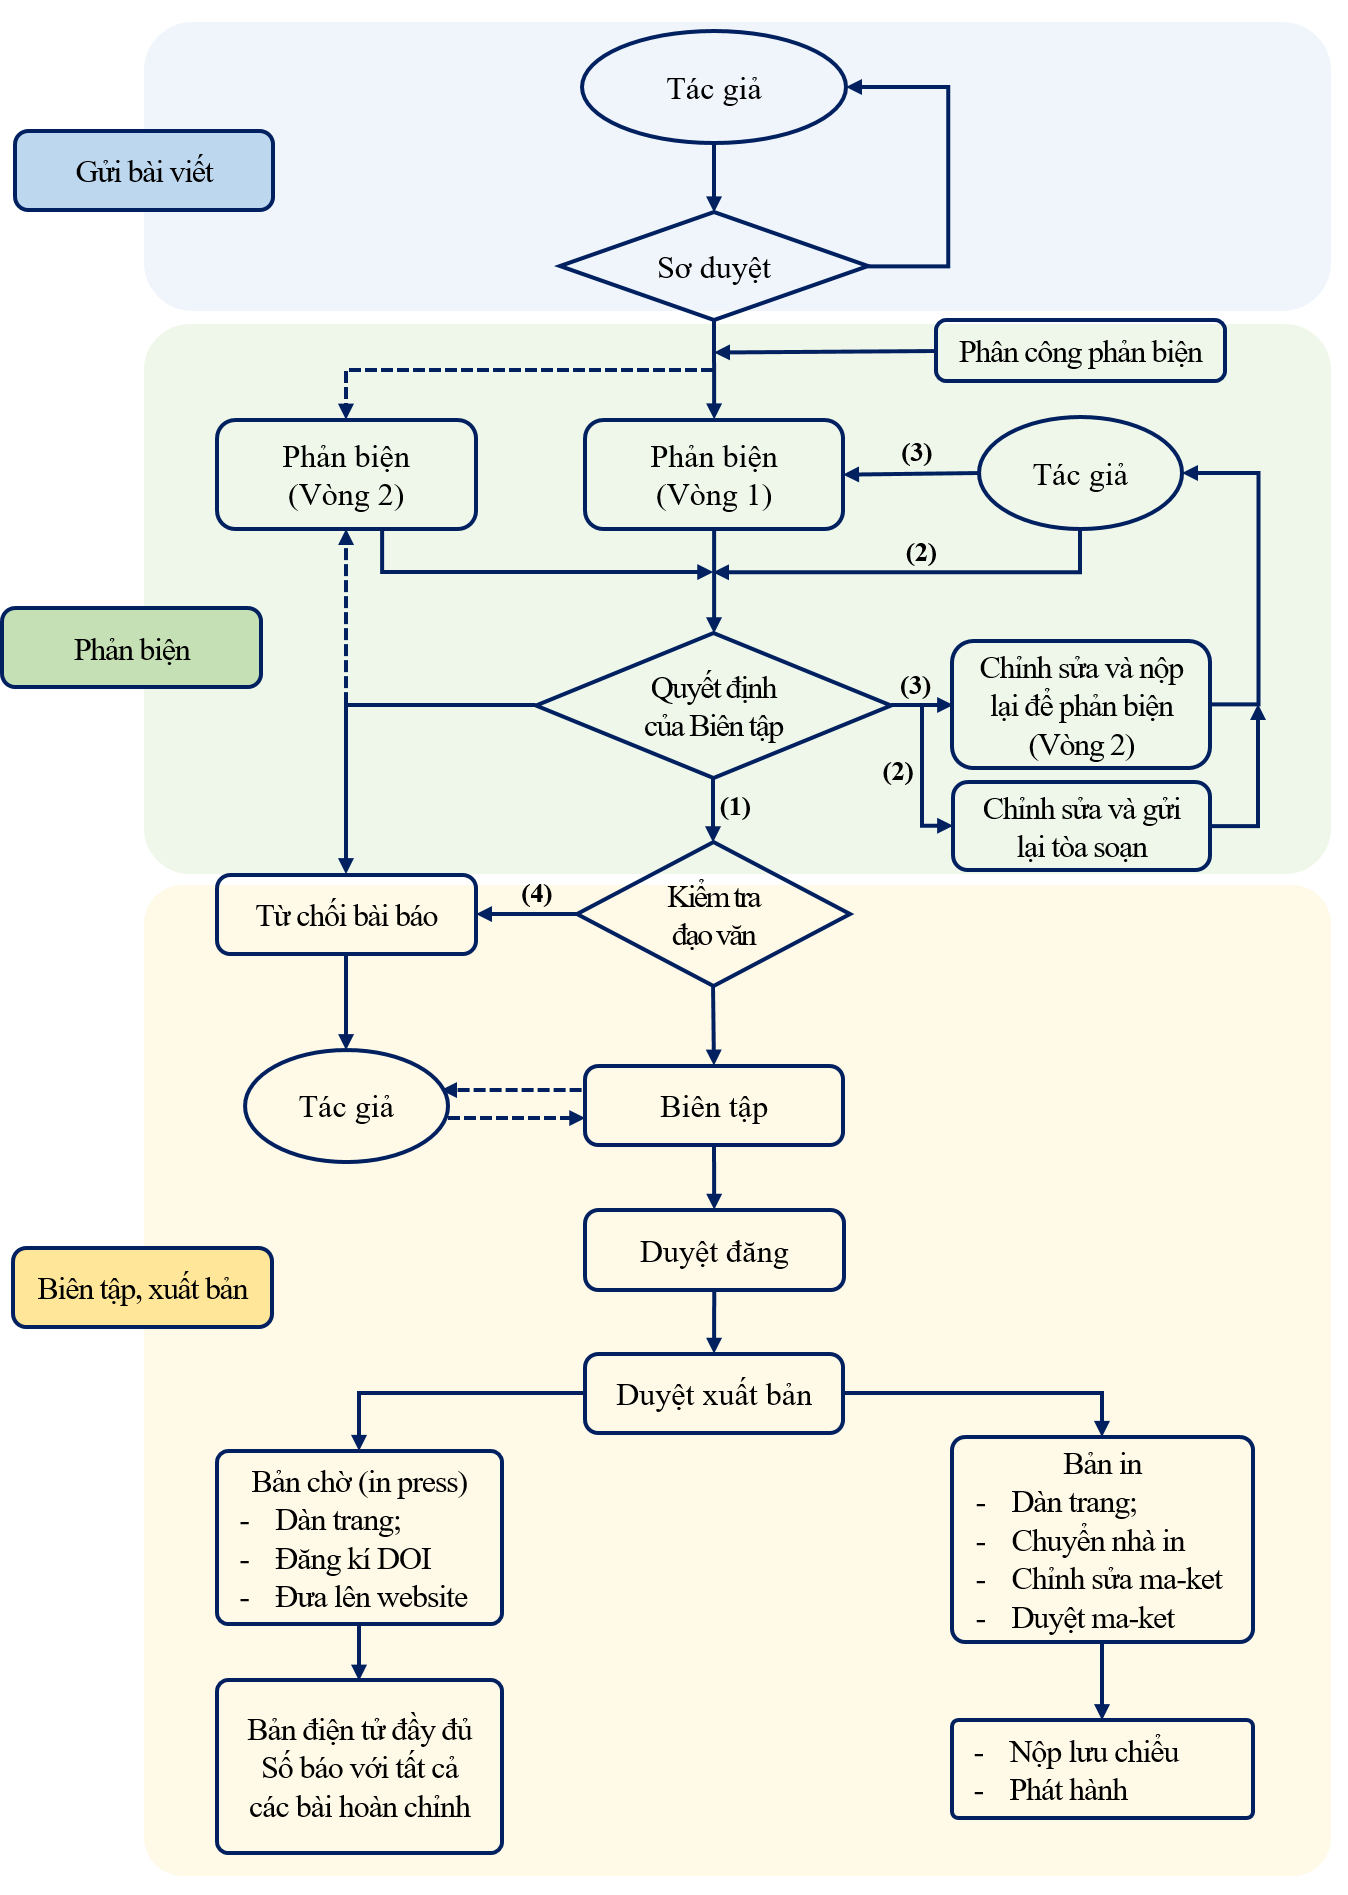 Tác giả
Gửi bài viết
Sơ duyệt
Phân công phản biện
Phản biện
(Vòng 2)
Phản biện
(Vòng 1)
(3)
Tác giả
(2)
Phản biện
Quyết định
của Biên tập
(3)
Chỉnh sửa và nộp
lại để phản biện
(Vòng 2)
(2)
(1)
Chỉnh sửa và gửi
lại tòa soạn
Từ chối bài báo
(4)
Kiểm tra
đạo văn
Tác giả
Biên tập
Duyệt đăng
Biên tập, xuất bản
Duyệt xuất bản
Bản chờ (in press)
- Dàn trang;
- Đăng kí DOI
- Đưa lên website
Bản in
- Dàn trang;
- Chuyển nhà in
- Chỉnh sửa ma-ket
- Duyệt ma-ket
Bản điện tử đầy đủ
Số báo với tất cả
các bài hoàn chỉnh
- Nộp lưu chiểu
- Phát hành